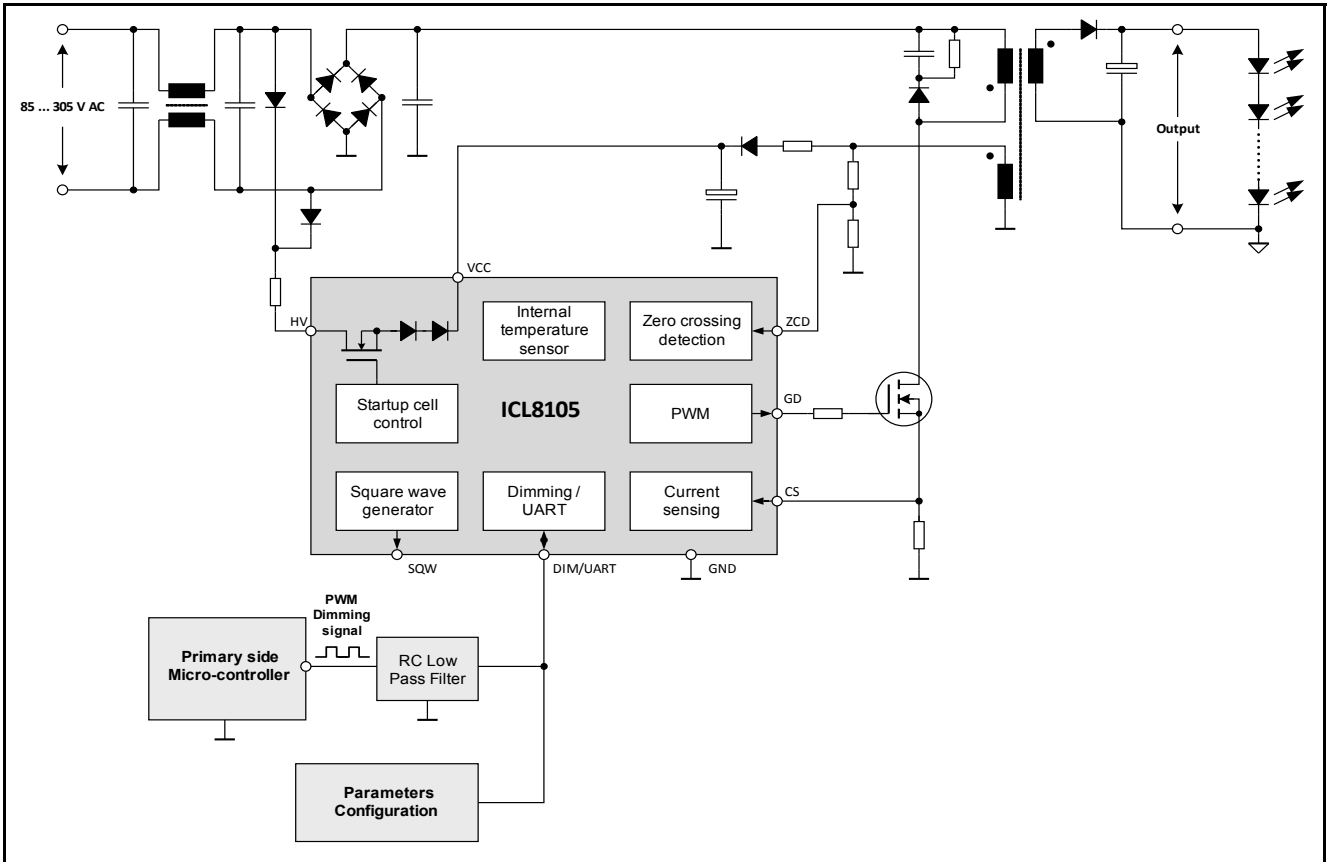 85 ... 305 V AC
Output
VCC
HV
Internal
temperature
sensor
Zero crossing
detection
ZCD
Startup cell
control
ICL8105
PWM
GD
Square wave
generator
Dimming /
UART
Current
sensing
CS
SQW
DIM/UART
GND
PWM
Dimming
signal
Primary side
Micro-controller
RC Low
Pass Filter
Parameters
Configuration